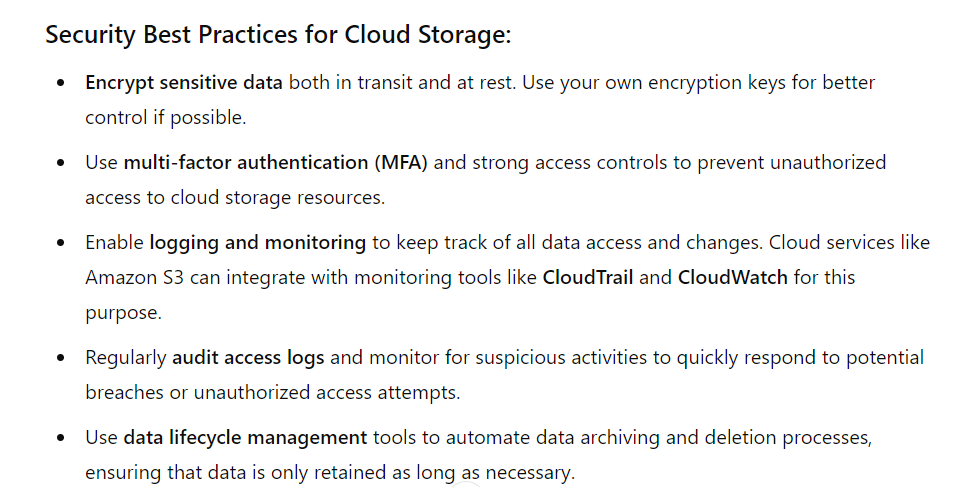 Security Best Practices for Cloud Storage:
• Encrypt sensitive data both in transit and at rest. Use your own encryption keys for better
control if possible.
• Use multi-factor authentication (MFA) and strong access controls to prevent unauthorized
access to cloud storage resources.
• Enable logging and monitoring to keep track of all data access and changes. Cloud services like
Amazon S3 can integrate with monitoring tools like CloudTrail and CloudWatch for this
purpose.
• Regularly audit access logs and monitor for suspicious activities to quickly respond to potential
breaches or unauthorized access attempts.
• Use data lifecycle management tools to automate data archiving and deletion processes,
ensuring that data is only retained as long as necessary.